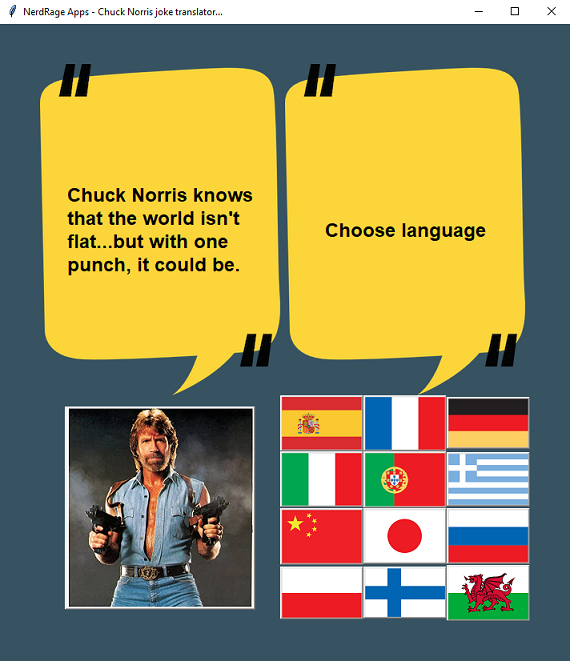 NerdRage Apps - Chuck Norris joke translator...
"
"
Chuck Norris knows
that the world isn't
flat...but with one
punch, it could be.
Choose language
"
"